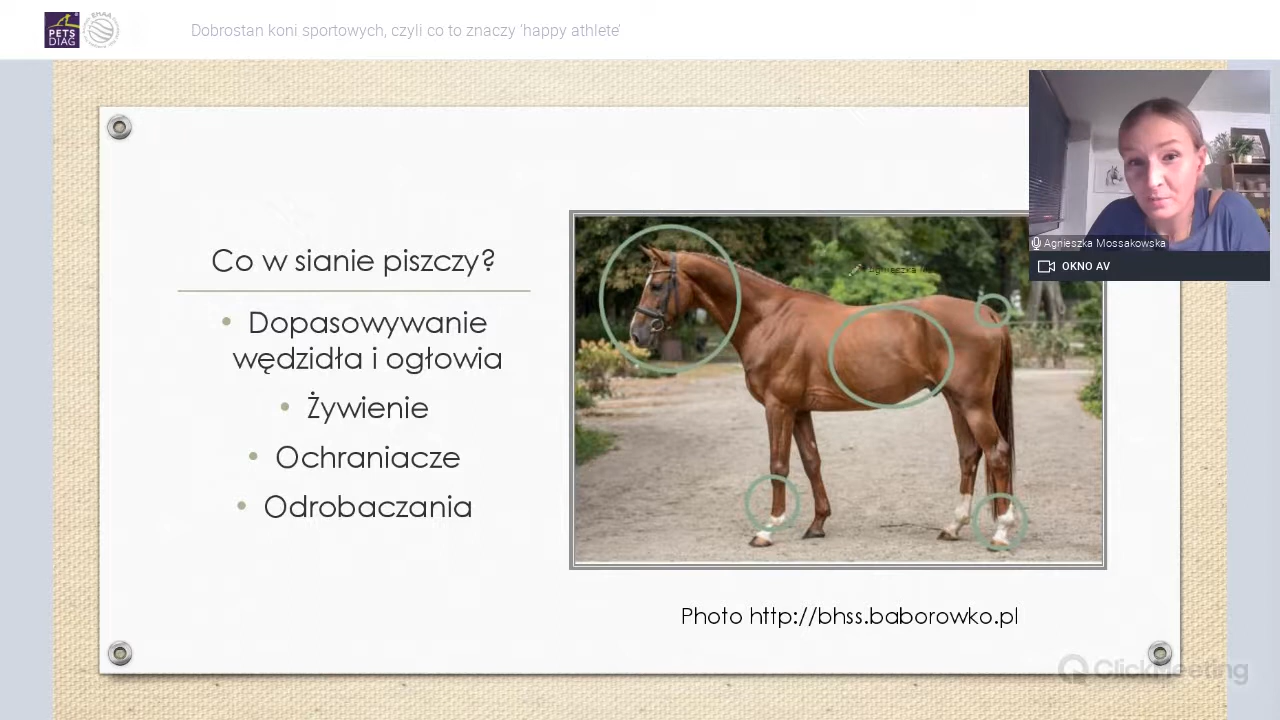 PETS
DIAG
Dobrostan koni sportowych, czyli co to znaczy 'happy athlete'
Agnieszka Mossakowska
OKNO AV
Co w sianie piszczy?
• Dopasowywanie
wędzidła i ogłowia
• Żywienie
• Ochraniacze
• Odrobaczania
Photo http://bhss.baborowko.pl
ClickMeeting